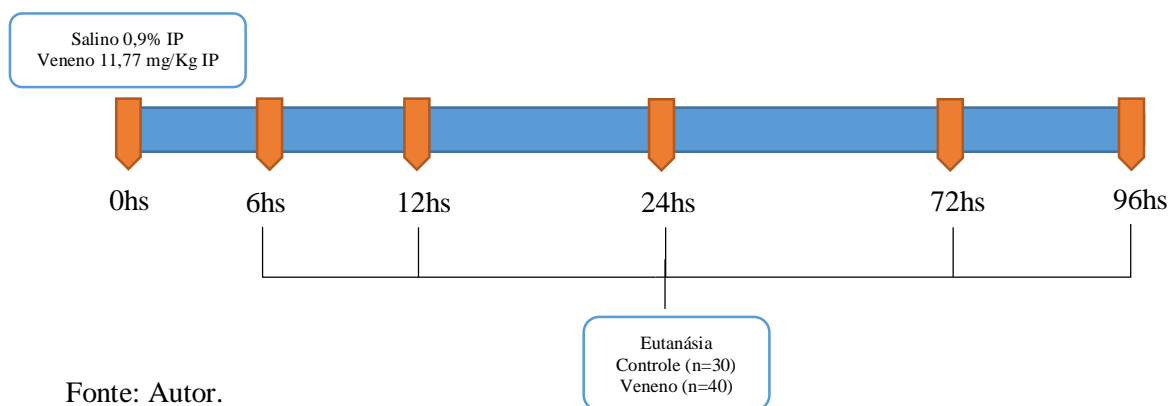 Salino 0,9% IP
Veneno 11,77 mg/Kg IP
0hs 6hs 12hs 24hs 72hs 96hs
Eutanásia
Controle (n=30)
Veneno (n=40)
Fonte: Autor.